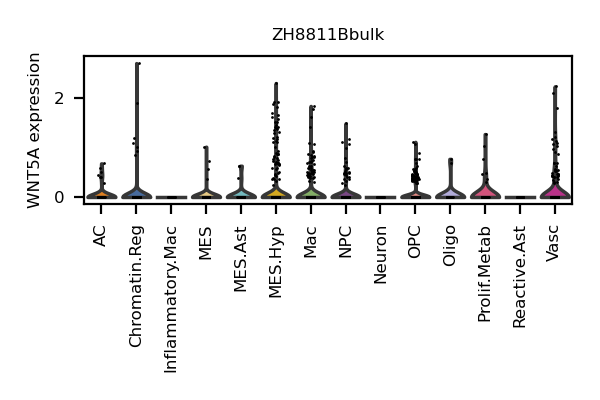 ZH8811Bbulk
WNT5A expression
2
0
AC
Chromatin.Reg
Inflammatory.Mac
MES
MES.Ast
MES.Hyp
Mac
NPC
Neuron
OPC
Oligo
Prolif.Metab
Reactive.Ast
Vasc